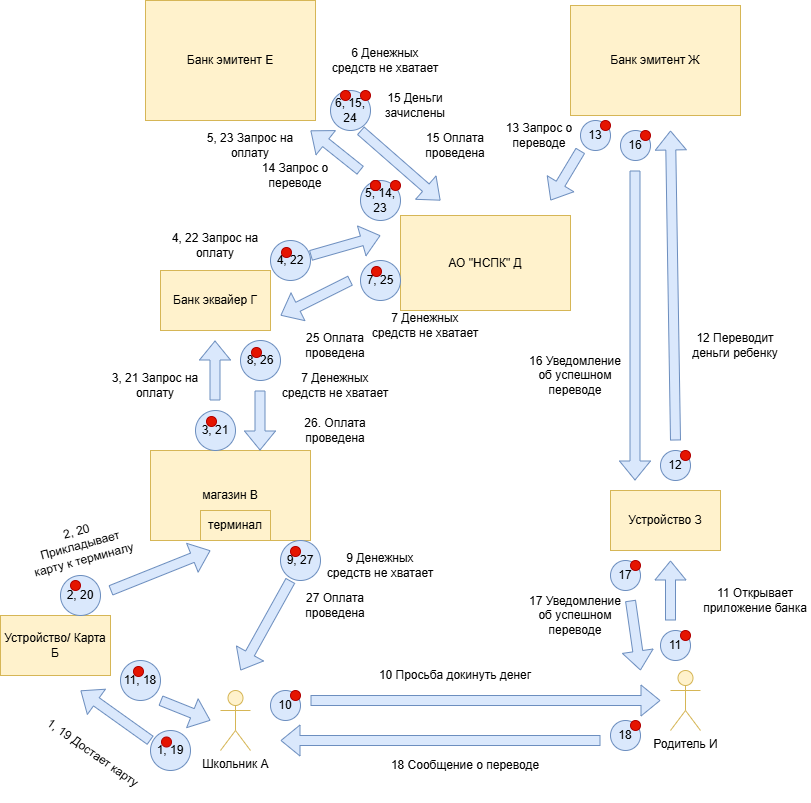 Банк эмитент Е
6 Денежных
средств не хватает
Банк эмитент Ж
6, 15,
24
15 Деньги
зачислены
5, 23 Запрос на
оплату
14 Запрос о
переводе
15 Оплата
проведена
13 Запрос о
переводе
13
16
5, 14,
23
4, 22 Запрос на
оплату
4, 22
АО "НСПК" Д
7, 25
Банк эквайер Г
7 Денежных
средств не хватает
25 Оплата
проведена
8, 26
12 Переводит
деньги ребенку
16 Уведомление
об успешном
переводе
3, 21 Запрос на
оплату
7 Денежных
средств не хватает
26. Оплата
проведена
3, 21
12
магазин В
терминал
Устройство З
2, 20
Прикладывает
карту к терминалу
9, 27
9 Денежных
средств не хватает
27 Оплата
проведена
17
2, 20
17 Уведомление
об успешном
переводе
11 Открывает
приложение банка
Устройство/ Карта
Б
11
11, 18
10 Просьба докинуть денег
10
1, 19 Достает карту
1, 19
Школьник А
18
Родитель И
18 Сообщение о переводе